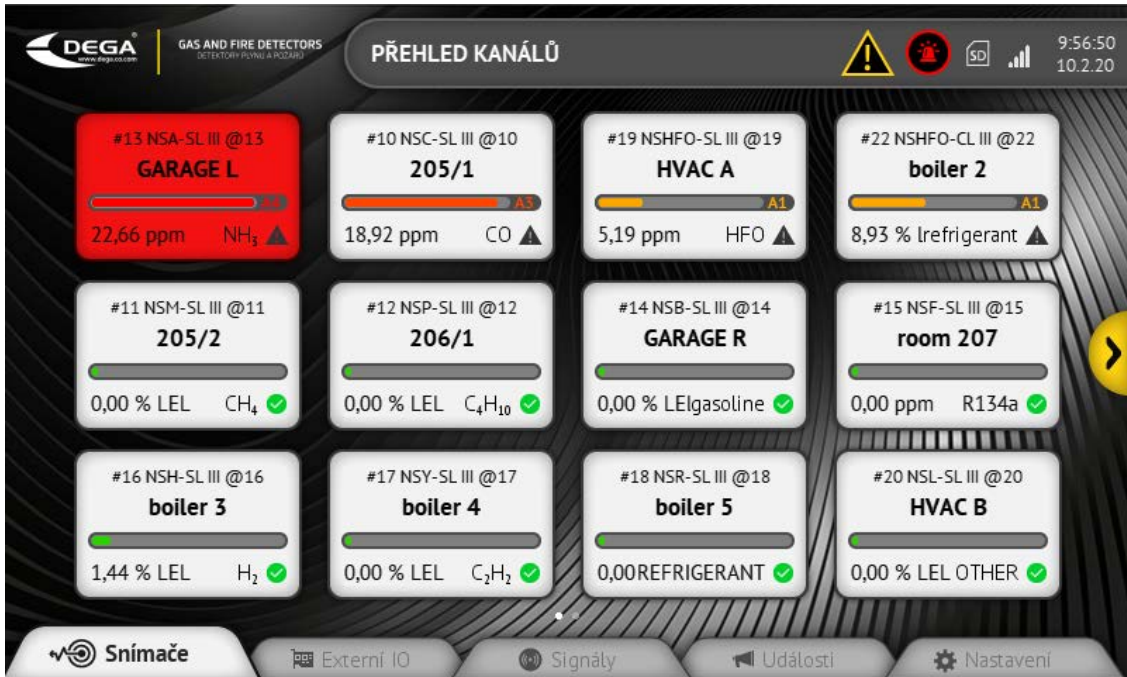 DEGA
www.dega.co.com
GAS AND FIRE DETECTORS
DETEKTORY PLYNU A POŽÁRŮ
PŘEHLED KANÁLŮ
SD
9:56:50
10.2.20
#13 NSA-SL III @13
GARAGE L
22,66 ppm NH₃
#10 NSC-SL III @10
205/1
A3
18,92 ppm CO
#19 NSHFO-SL III @19
HVAC A
A1
5,19 ppm HFO
#22 NSHFO-CL III @22
boiler 2
A1
8,93 % lrefrigerant
#11 NSM-SL III @11
205/2
0,00 % LEL CH₄
#12 NSP-SL III @12
206/1
0,00 % LEL C₄H₁₀
#14 NSB-SL III @14
GARAGE R
0,00 % LElgasoline
#15 NSF-SL III @15
room 207
0,00 ppm R134a
#16 NSH-SL III @16
boiler 3
1,44 % LEL H₂
#17 NSY-SL III @17
boiler 4
0,00 % LEL C₂H₂
#18 NSR-SL III @18
boiler 5
0,00REFRIGERANT
#20 NSL-SL III @20
HVAC B
0,00 % LEL OTHER
Snímače
Externí IO
Signály
Události
Nastavení